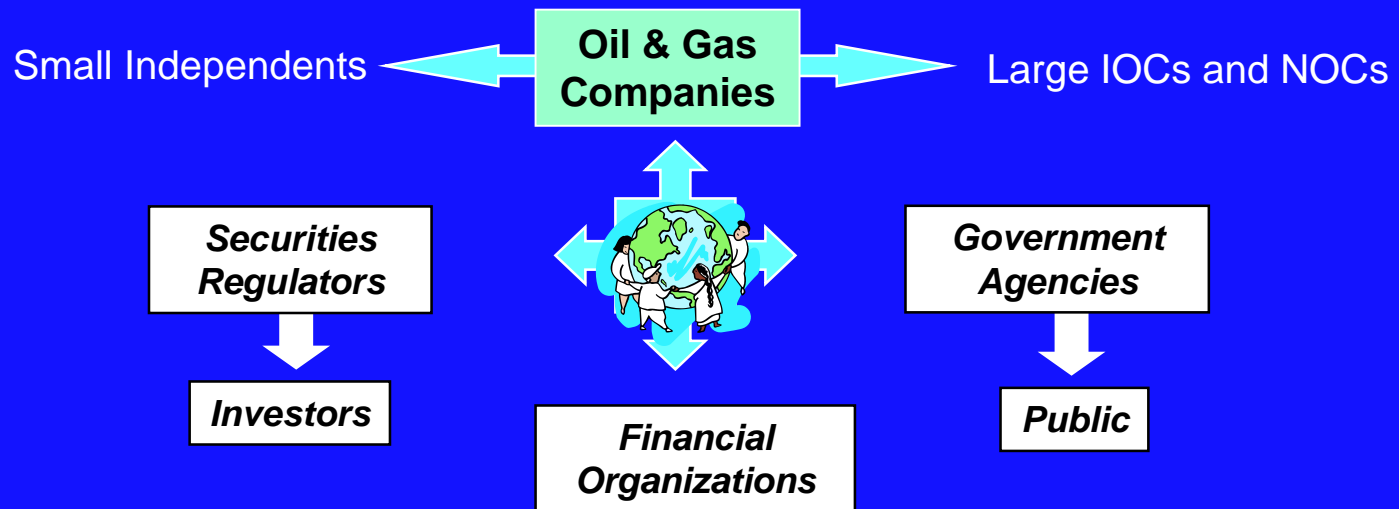 Oil & Gas
Companies
Small Independents
Large IOCs and NOCs
Securities
Regulators
Government
Agencies
Investors
Public
Financial
Organizations